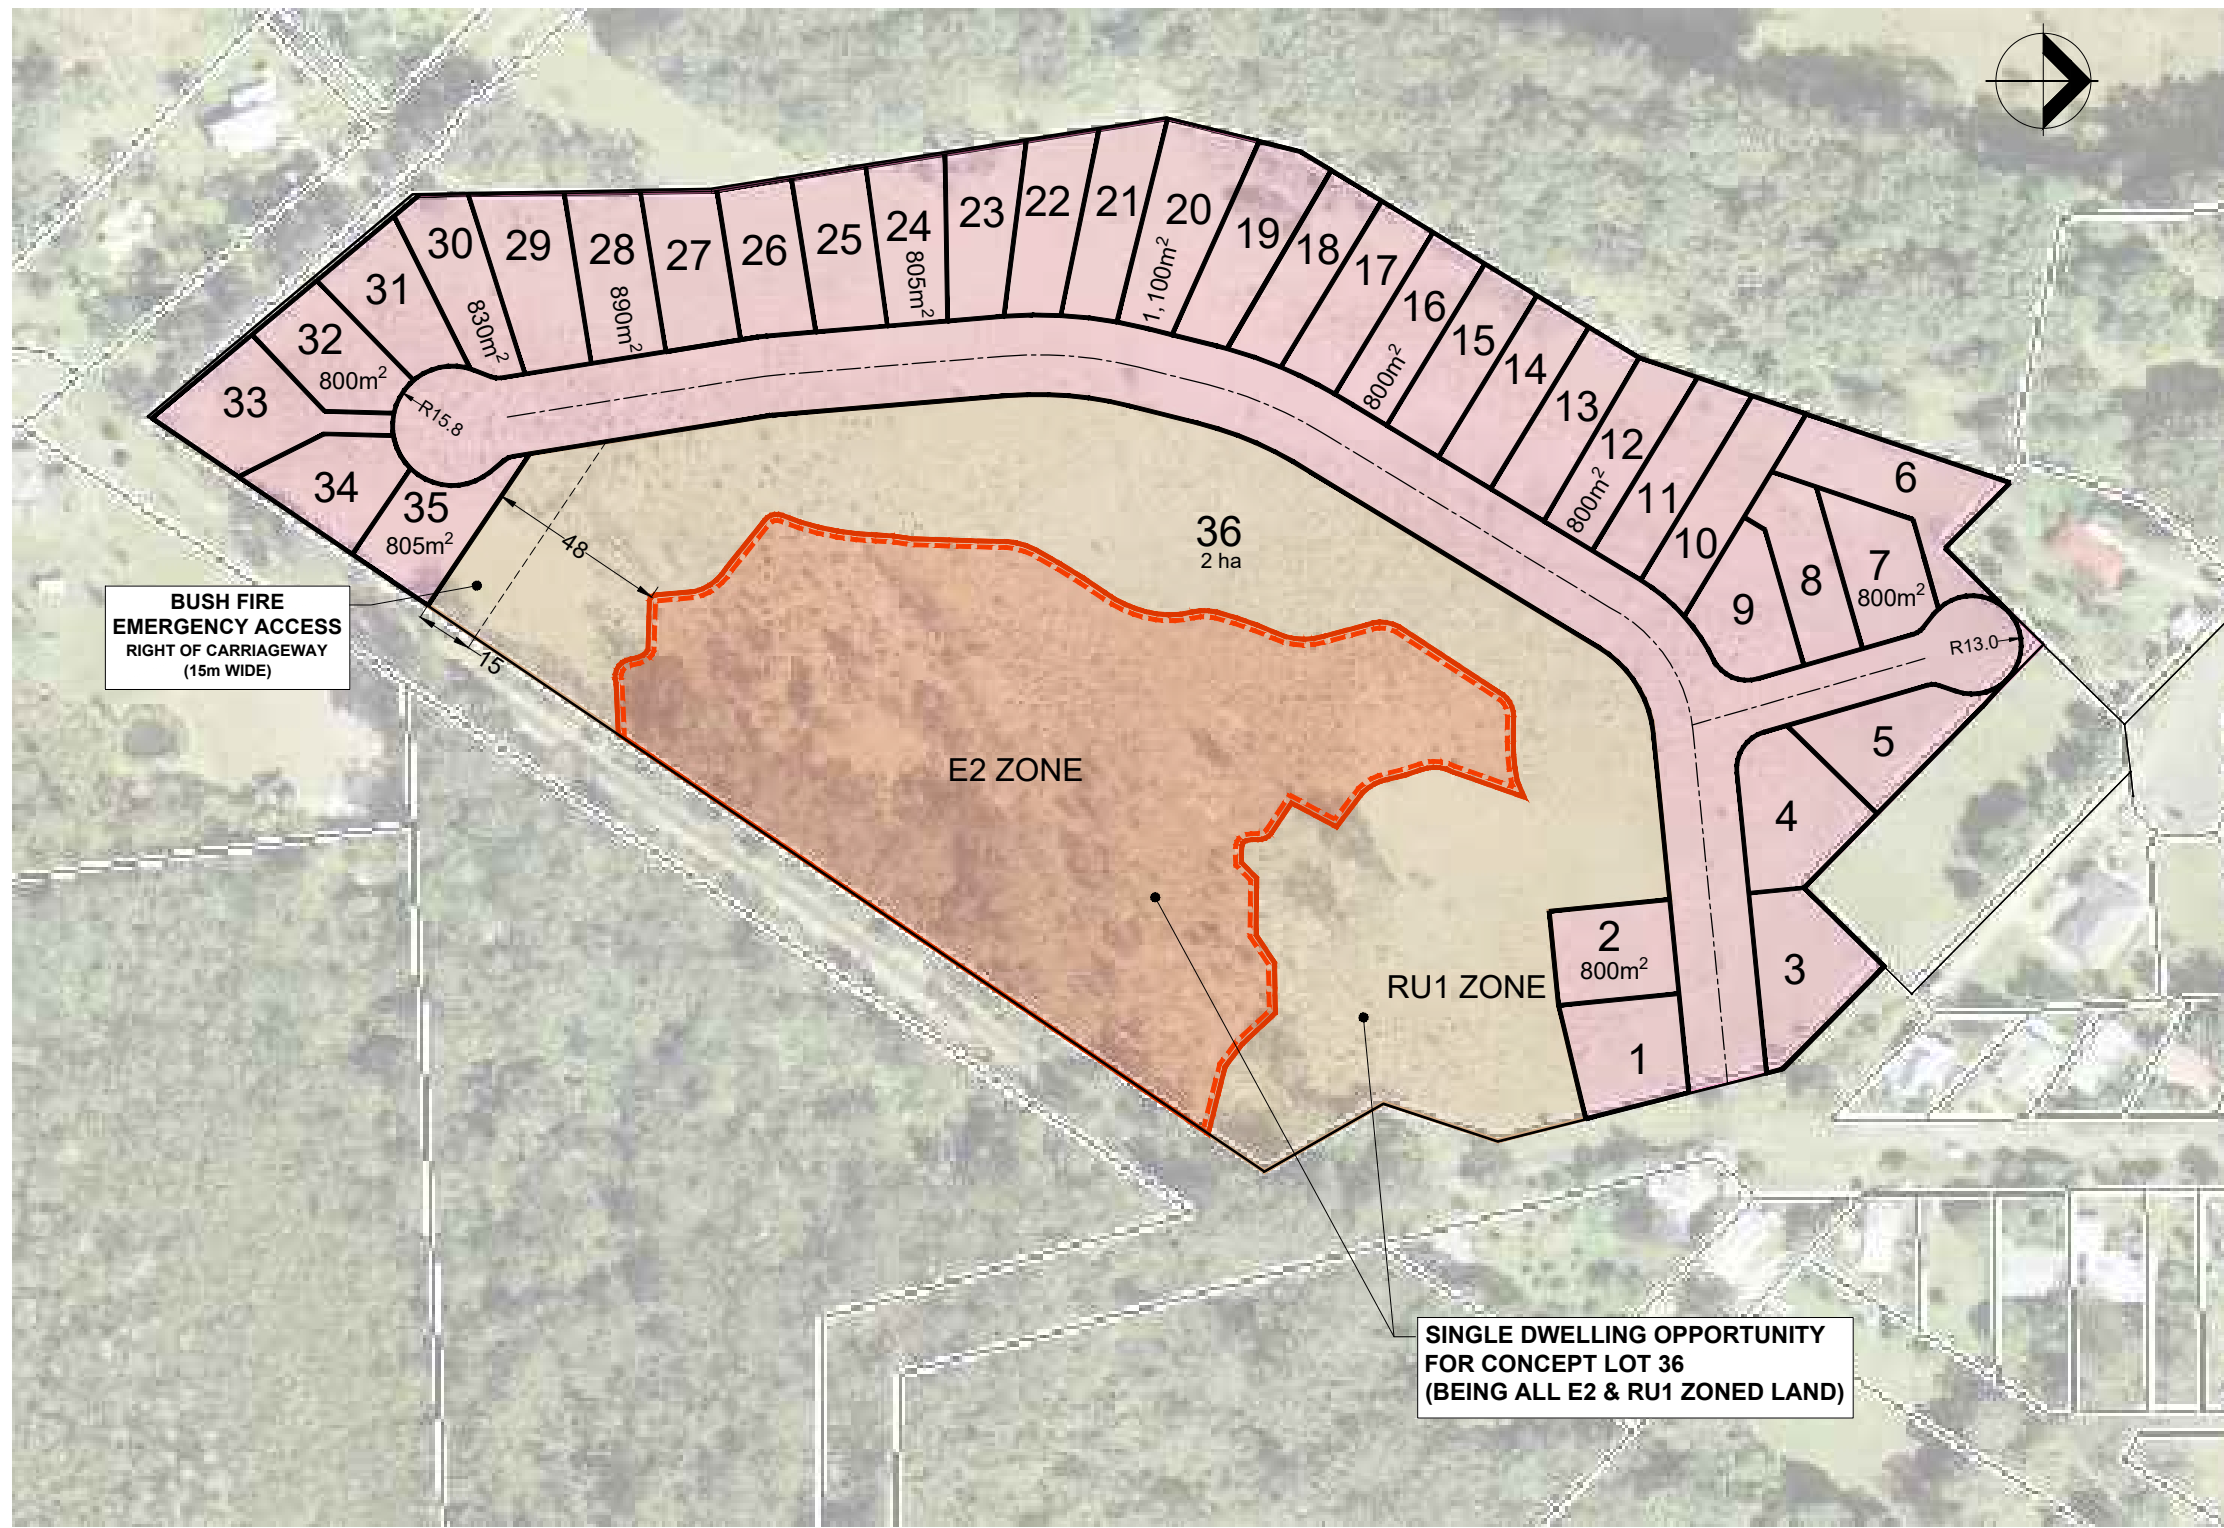 20
22
21
23
24
805m²
25
26
27
28
890m²
29
30
830m²
31
32
800m²
33
34
35
805m²
R15.8
1,100m²
19
18
17
16
800m²
15
14
13
12
800m²
11
10
6
7
800m²
8
9
R13.0
5
4
3
2
800m²
1
36
2 ha
48
15
BUSH FIRE
EMERGENCY ACCESS
RIGHT OF CARRIAGEWAY
(15m WIDE)
E2 ZONE
RU1 ZONE
SINGLE DWELLING OPPORTUNITY
FOR CONCEPT LOT 36
(BEING ALL E2 & RU1 ZONED LAND)